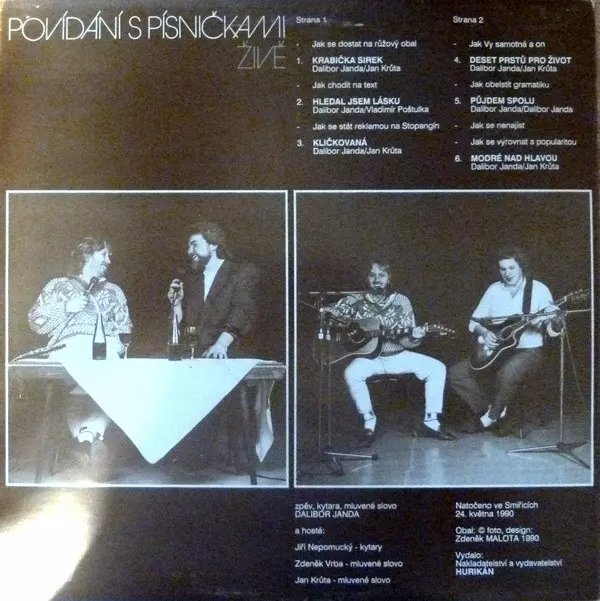 POVÍDÁNÍ S PÍSNIČKAMI
ŽIVĚ
Strana 1
- Jak se dostat na růžový obal
1. KRABIČKA SIREK
Dalibor Janda/Jan Krůta
- Jak chodit na text
2. HLEDAL JSEM LÁSKU
Dalibor Janda/Vladimír Poštulka
- Jak se stát reklamou na Stopangin
3. KLIČKOVANÁ
Dalibor Janda/Jan Krůta
Strana 2
- Jak Vy samotná a on
4. DESET PRSTŮ PRO ŽIVOT
Dalibor Janda/Jan Krůta
- Jak obelstít gramatiku
5. PŮJDEM SPOLU
Dalibor Janda/Dalibor Janda
- Jak se nenajíst
- Jak se vyrovnat s popularitou
6. MODRÉ NAD HLAVOU
Dalibor Janda/Jan Krůta
zpěv, kytara, mluvené slovo
DALIBOR JANDA
a hosté:
Jiří Nepomucký - kytary
Zdeněk Vrba - mluvené slovo
Jan Krůta - mluvené slovo
Natočeno ve Smiřicích
24. května 1990
Obal: © foto, design:
Zdeněk MALOTA 1990
Vydalo:
Nakladatelství a vydavatelství
HURIKÁN